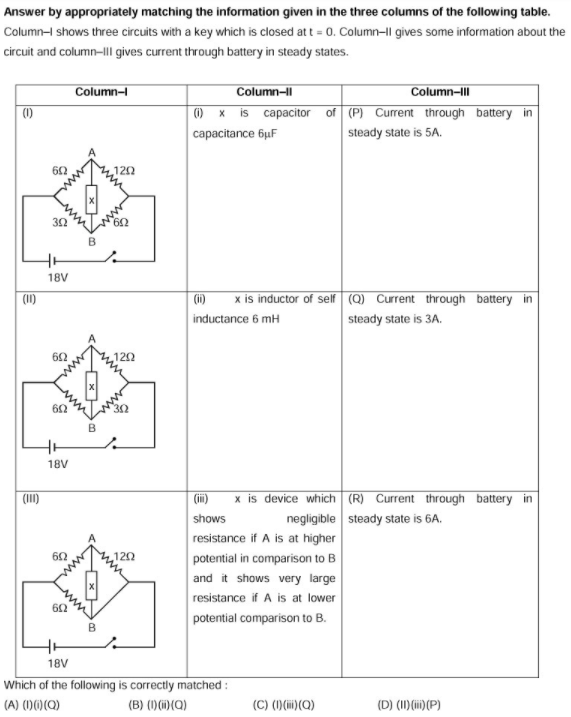 Answer by appropriately matching the information given in the three columns of the following table.
Column–I shows three circuits with a key which is closed at t = 0. Column–II gives some information about the
circuit and column–III gives current through battery in steady states.
Column–I
Column–II
Column–III
(I)
6Ω
A
12Ω
x
3Ω
6Ω
B
18V
(i) x is capacitor of
capacitance 6μF
(P) Current through battery in
steady state is 5A.
(II)
A
6Ω
12Ω
x
6Ω
3Ω
B
18V
(ii) x is inductor of self
inductance 6 mH
(Q) Current through battery in
steady state is 3A.
(III)
A
6Ω
12Ω
x
6Ω
B
18V
(iii) x is device which
shows negligible
resistance if A is at higher
potential in comparison to B
and it shows very large
resistance if A is at lower
potential comparison to B.
(R) Current through battery in
steady state is 6A.
Which of the following is correctly matched :
(A) (I)(i)(Q) (B) (I)(ii)(Q) (C) (I)(iii)(Q) (D) (II)(iii)(P)